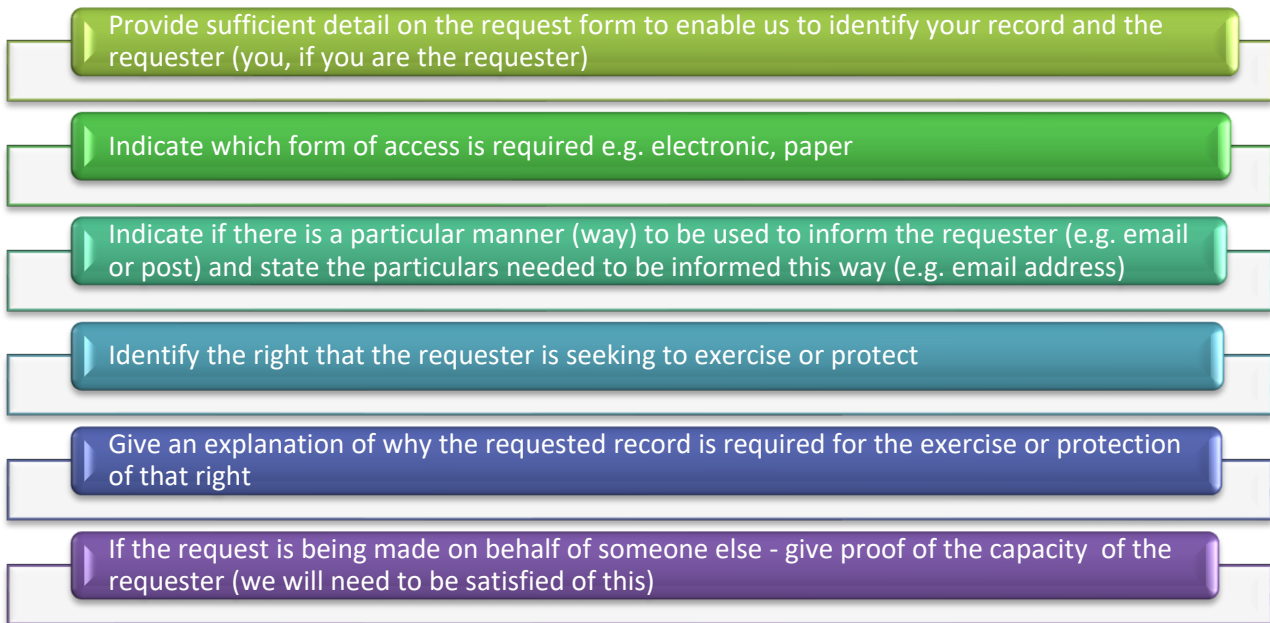 Provide sufficient detail on the request form to enable us to identify your record and the
requester (you, if you are the requester)
Indicate which form of access is required e.g. electronic, paper
Indicate if there is a particular manner (way) to be used to inform the requester (e.g. email
or post) and state the particulars needed to be informed this way (e.g. email address)
Identify the right that the requester is seeking to exercise or protect
Give an explanation of why the requested record is required for the exercise or protection
of that right
If the request is being made on behalf of someone else - give proof of the capacity  of the
requester (we will need to be satisfied of this)